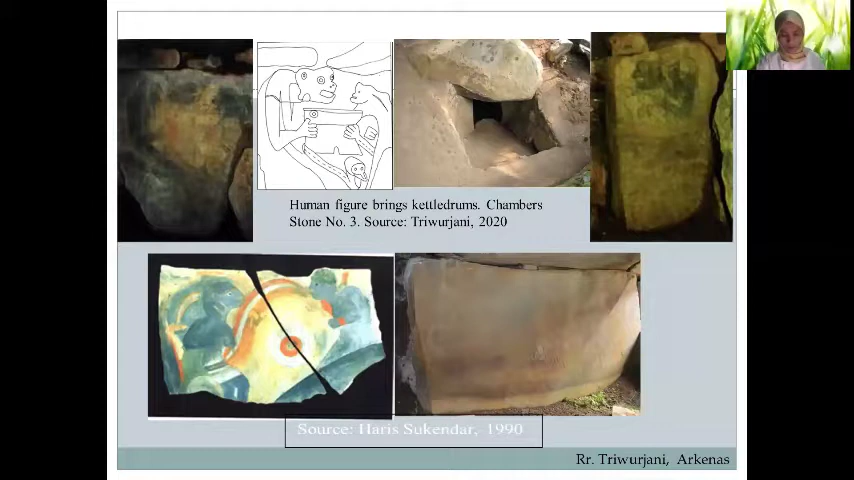 Human figure brings kettledrums. Chambers
Stone No. 3. Source: Triwurjani, 2020
Source: Haris Sukendar, 1990
Rr. Triwurjani, Arkenas